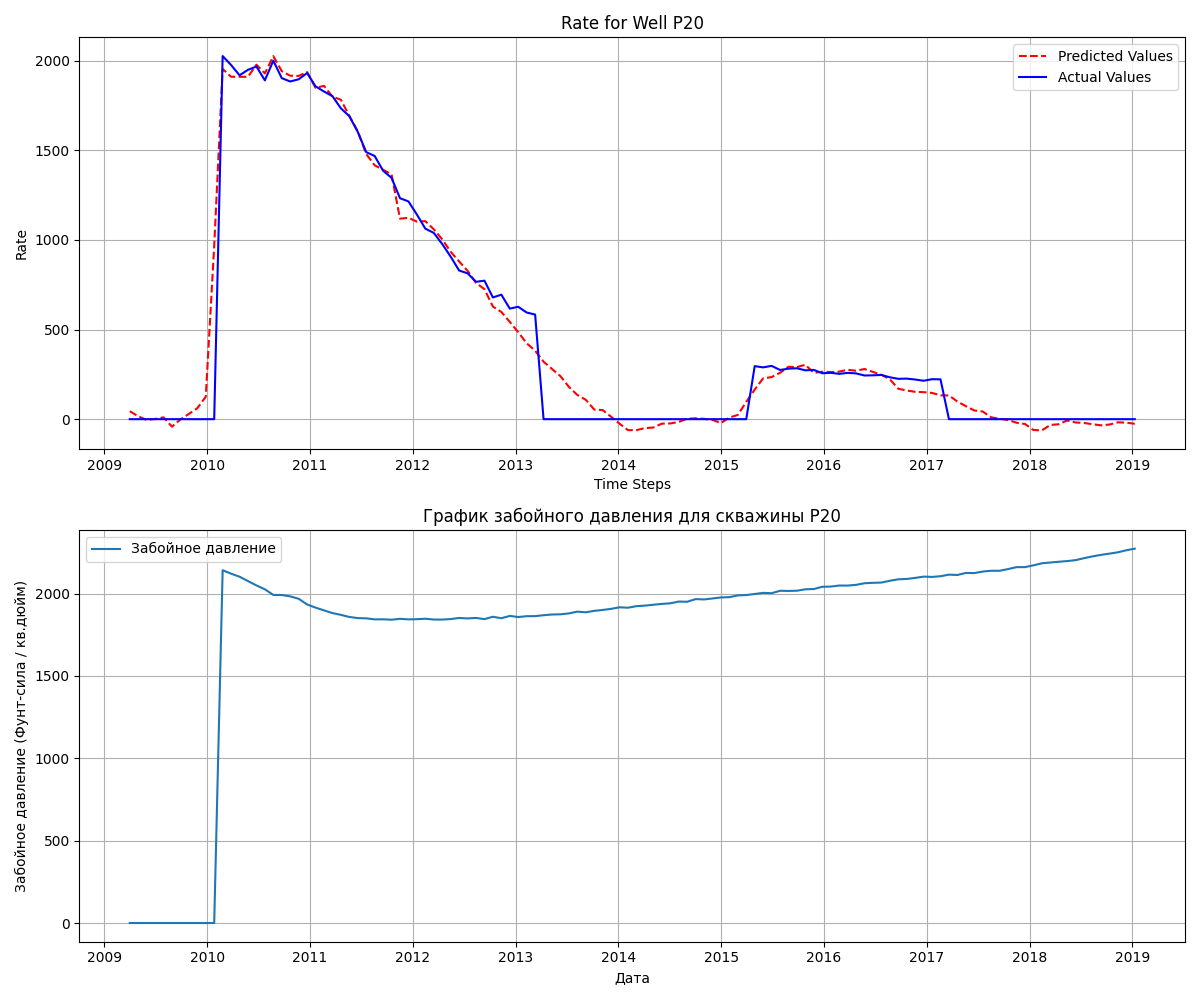 Rate for Well P20
Predicted Values
Actual Values
Rate
2000
1500
1000
500
0
2009 2010 2011 2012 2013 2014 2015 2016 2017 2018 2019
Time Steps
График забойного давления для скважины P20
Забойное давление
Забойное давление (Фунт-сила / кв.дюйм)
2000
1500
1000
500
0
2009 2010 2011 2012 2013 2014 2015 2016 2017 2018 2019
Дата